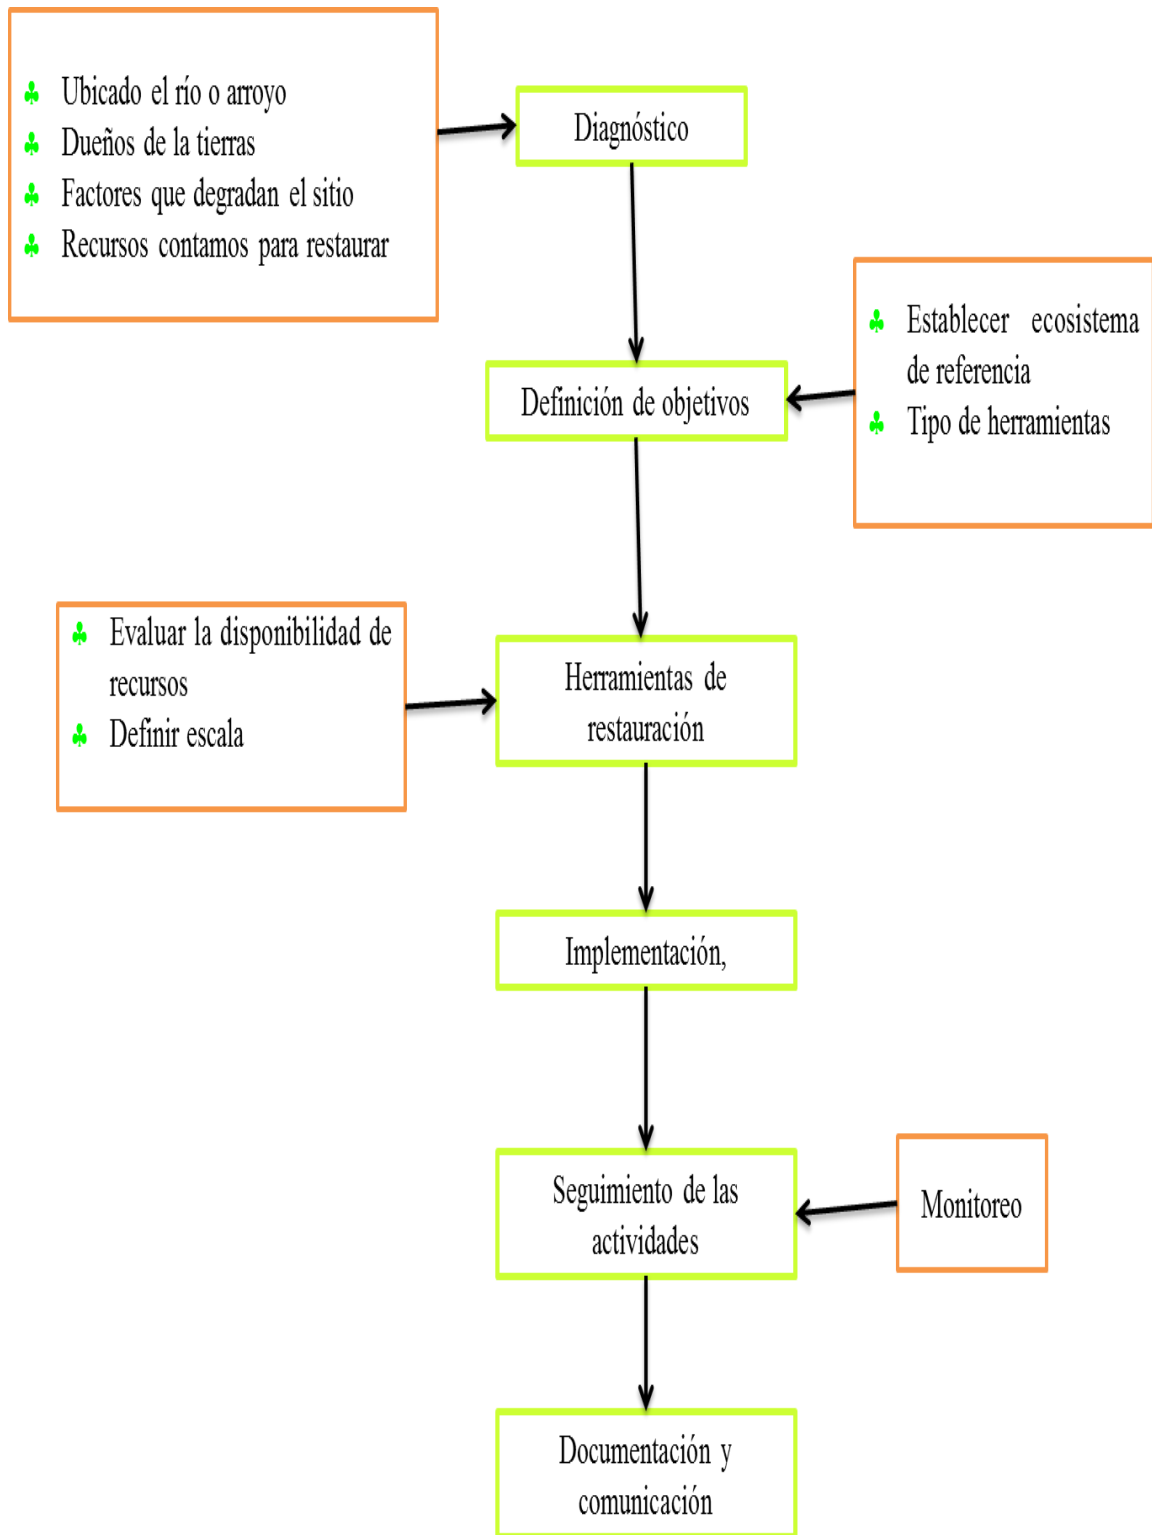 Ubicado el río o arroyo
Dueños de la tierras
Factores que degradan el sitio
Recursos contamos para restaurar
Diagnóstico
Establecer ecosistema
de referencia
Tipo de herramientas
Definición de objetivos
Evaluar la disponibilidad de
recursos
Definir escala
Herramientas de
restauración
Implementación,
Seguimiento de las
actividades
Monitoreo
Documentación y
comunicación